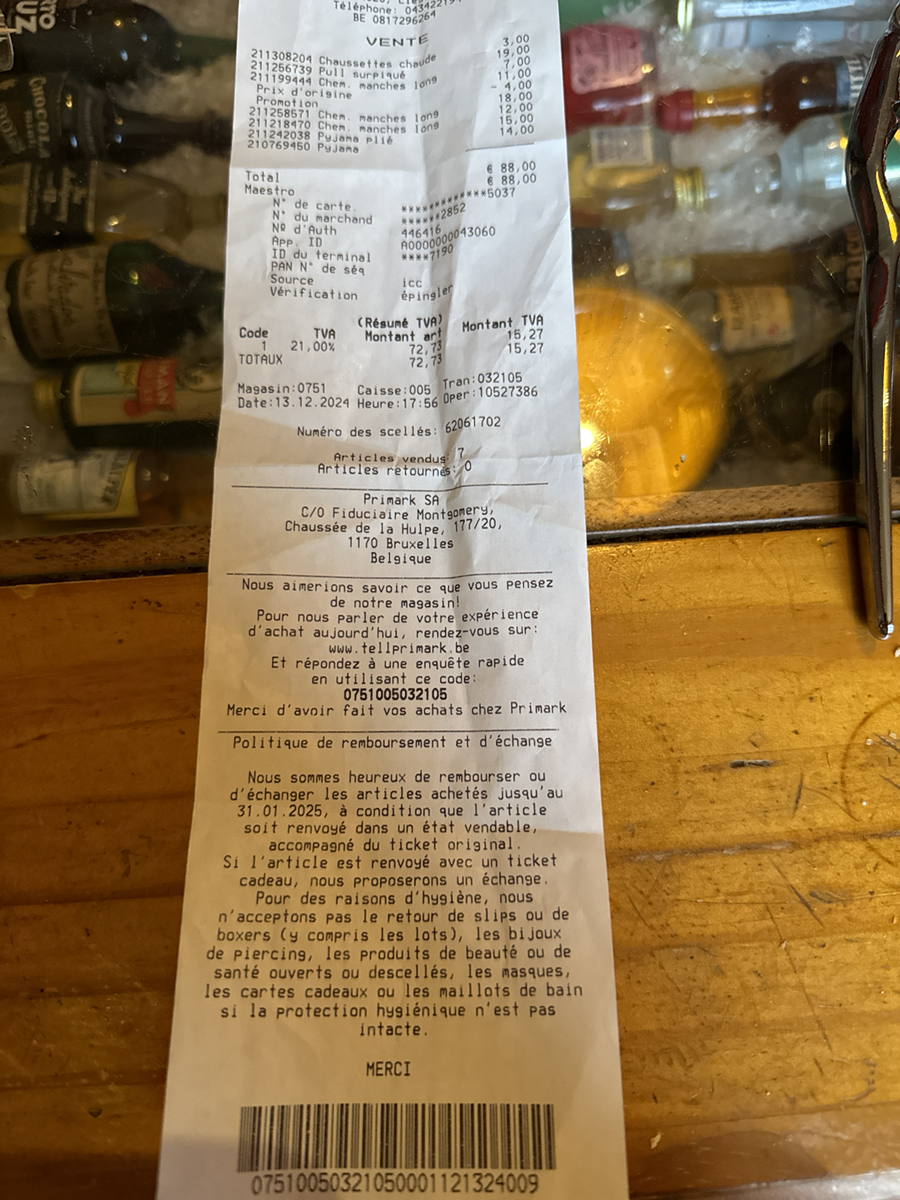 Téléphone:
BE 0817296264
VENTE
211308204 Chaussettes chaude 3,00
211256739 Pull surpiqué 19,00
211199444 Chem. manches long 7,00
Prix d'origine 11,00
Promotion - 4,00
211258571 Chem. manches long 18,00
211218470 Chem. manches long 12,00
211242038 Pyjama plié 15,00
210769450 Pyjama 14,00
Total € 88,00
Maestro € 88,00
N° de carte. ************5037
N° du marchand ******2852
Nº d'Auth 446416
App. ID A0000000043060
ID du terminal ****7190
PAN N° de séq
Source icc
Vérification épingler
(Résumé TVA)
Code TVA Montant art Montant TVA
1 21,00% 72,73 15,27
TOTAUX 72,73 15,27
Magasin:0751 Caisse:005 Tran:032105
Date:13.12.2024 Heure:17:56 Oper:10527386
Numéro des scellés: 62061702
Articles vendus: 7
Articles retournés: 0
Primark SA
C/O Fiduciaire Montgomery,
Chaussée de la Hulpe, 177/20,
1170 Bruxelles
Belgique
Nous aimerions savoir ce que vous pensez
de notre magasin!
Pour nous parler de votre expérience
d'achat aujourd'hui, rendez-vous sur:
www.tellprimark.be
Et répondez à une enquête rapide
en utilisant ce code:
0751005032105
Merci d'avoir fait vos achats chez Primark
Politique de remboursement et d'échange
Nous sommes heureux de rembourser ou
d'échanger les articles achetés jusqu'au
31.01.2025, à condition que l'article
soit renvoyé dans un état vendable,
accompagné du ticket original.
Si l'article est renvoyé avec un ticket
cadeau, nous proposerons un échange.
Pour des raisons d'hygiène, nous
n'acceptons pas le retour de slips ou de
boxers (y compris les lots), les bijoux
de piercing, les produits de beauté ou de
santé ouverts ou descellés, les masques,
les cartes cadeaux ou les maillots de bain
si la protection hygiénique n'est pas
intacte.
MERCI
07510050321050001121324009